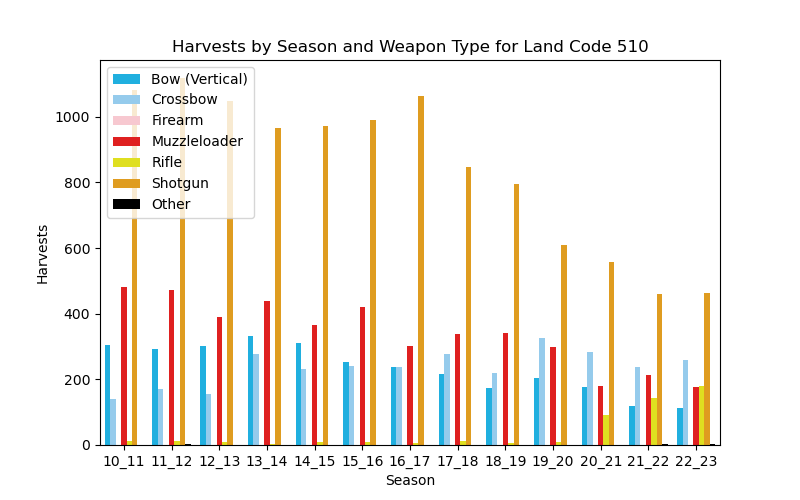 Harvests by Season and Weapon Type for Land Code 510
Bow (Vertical)
Crossbow
Firearm
Muzzleloader
Rifle
Shotgun
Other
1000
800
600
400
200
0
Harvests
10_11 11_12 12_13 13_14 14_15 15_16 16_17 17_18 18_19 19_20 20_21 21_22 22_23
Season